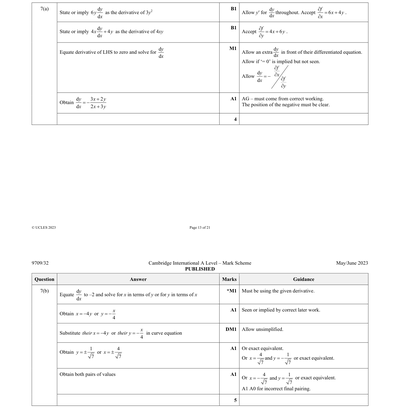 7(a) State or imply 6y dy/dx as the derivative of 3y² B1 Allow y′ for dy/dx throughout. Accept ∂f/∂x = 6x + 4y .
State or imply 4x dy/dx + 4y as the derivative of 4xy B1 Accept ∂f/∂y = 4x + 6y .
Equate derivative of LHS to zero and solve for dy/dx M1 Allow an extra dy/dx in front of their differentiated equation.
Allow if '= 0' is implied but not seen.
Allow dy/dx = − ∂f/∂x / ∂f/∂y
Obtain dy/dx = − (3x + 2y)/(2x + 3y) A1 AG – must come from correct working.
The position of the negative must be clear.
4
© UCLES 2023 Page 15 of 21
9709/32 Cambridge International A Level – Mark Scheme May/June 2023
PUBLISHED
Question Answer Marks Guidance
7(b) Equate dy/dx to −2 and solve for x in terms of y or for y in terms of x *M1 Must be using the given derivative.
Obtain x = −4y or y = − x/4 A1 Seen or implied by correct later work.
Substitute their x = −4y or their y = − x/4 in curve equation DM1 Allow unsimplified.
Obtain y = ± 1/√7 or x = ± 4/√7 A1 Or exact equivalent.
Or x = − 4/√7 and y = 1/√7 or exact equivalent.
Obtain both pairs of values A1 Or x = − 4/√7 and y = 1/√7 or exact equivalent.
A1 A0 for incorrect final pairing.
5